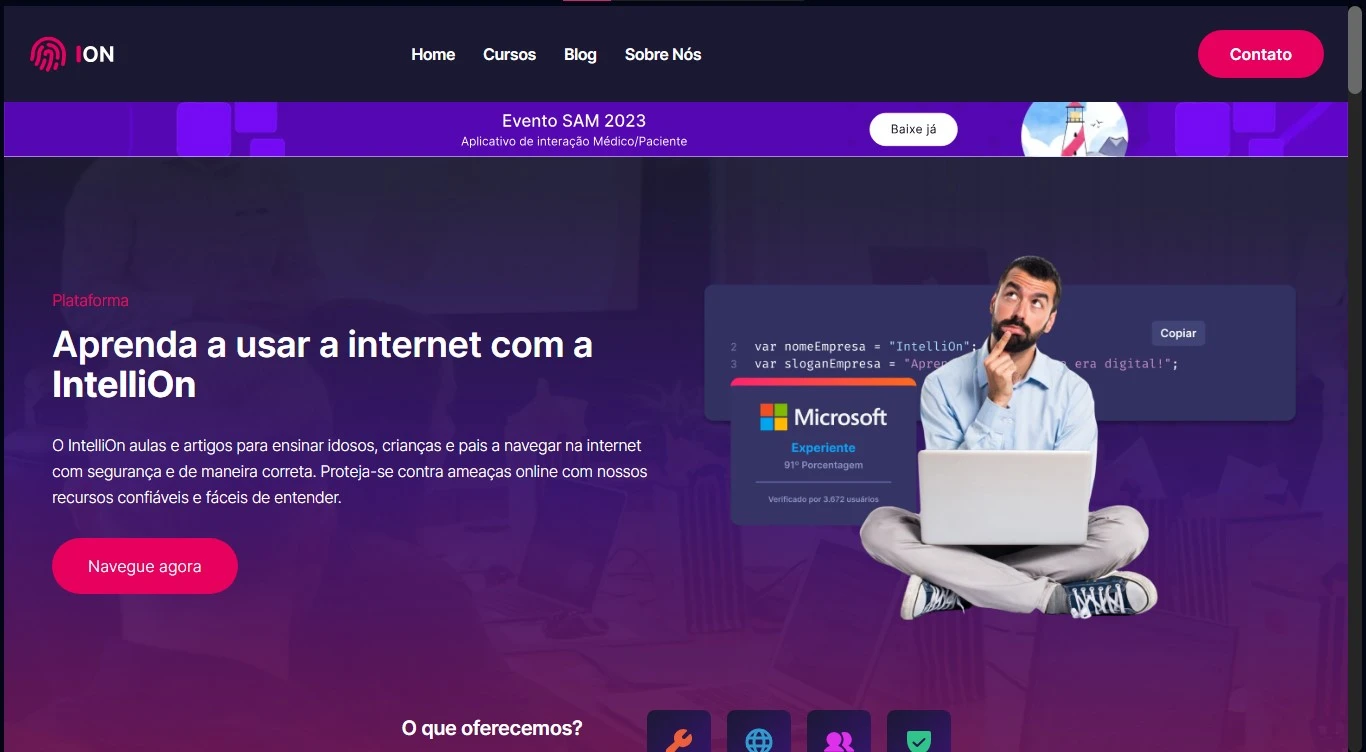 ION
Home
Cursos
Blog
Sobre Nós
Contato
Evento SAM 2023
Aplicativo de interação Médico/Paciente
Baixe já
Plataforma
Aprenda a usar a internet com a
IntelliOn
O IntelliOn aulas e artigos para ensinar idosos, crianças e pais a navegar na internet
com segurança e de maneira correta. Proteja-se contra ameaças online com nossos
recursos confiáveis e fáceis de entender.
Navegue agora
Copiar
2 var nomeEmpresa = "IntelliOn";
3 var sloganEmpresa = "Apren era digital!";
Microsoft
Experiente
91º Porcentagem
Verificado por 3.672 usuários
O que oferecemos?